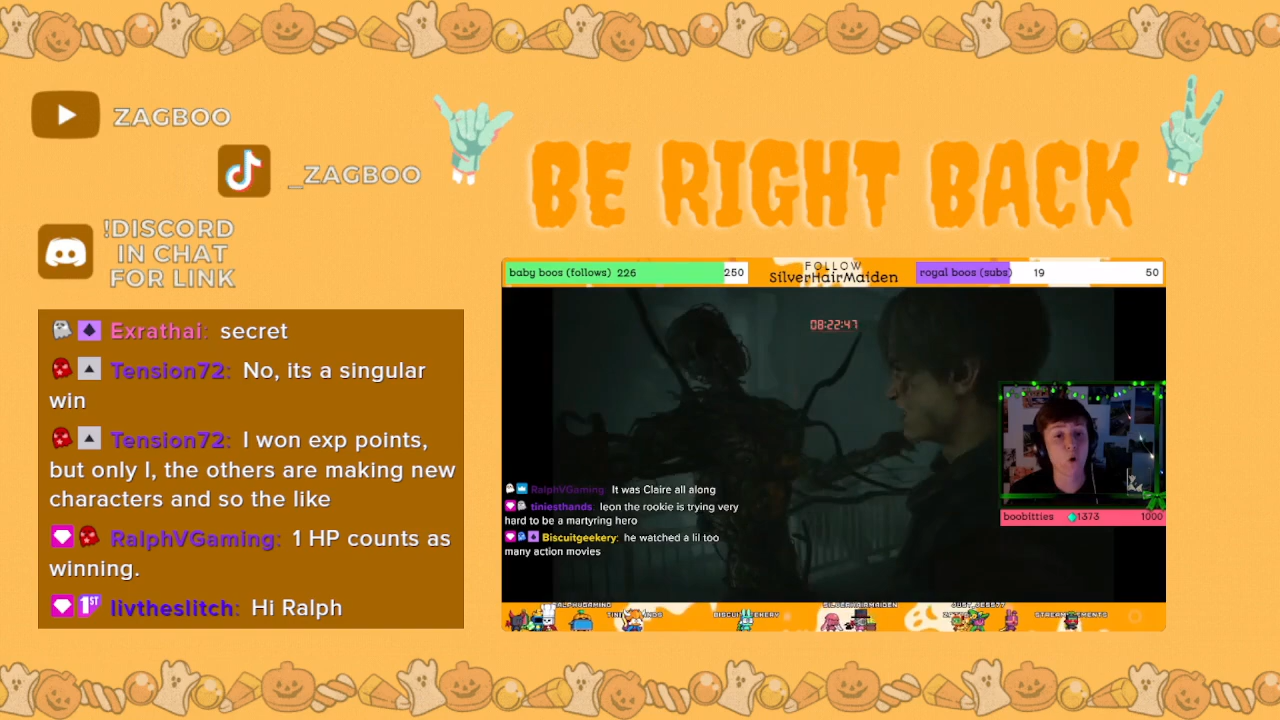 ZAGBOO
_ZAGBOO
!DISCORD
IN CHAT
FOR LINK
BE RIGHT BACK
Exrathai: secret
Tension72: No, its a singular
win
Tension72: I won exp points,
but only I, the others are making new
characters and so the like
RalphVGaming: 1 HP counts as
winning.
1ST livtheslitch: Hi Ralph
baby boos (follows) 226 250
FOLLOW
SilverHairMaiden
royal boos (subs) 19 50
08:22:47
RalphVGaming: It was Claire all along
tiniesthands: leon the rookie is trying very
hard to be a martyring hero
Biscuitgeekery: he watched a lil too
many action movies
boobitties 1373 1000
SILVERHAIRMAIDEN